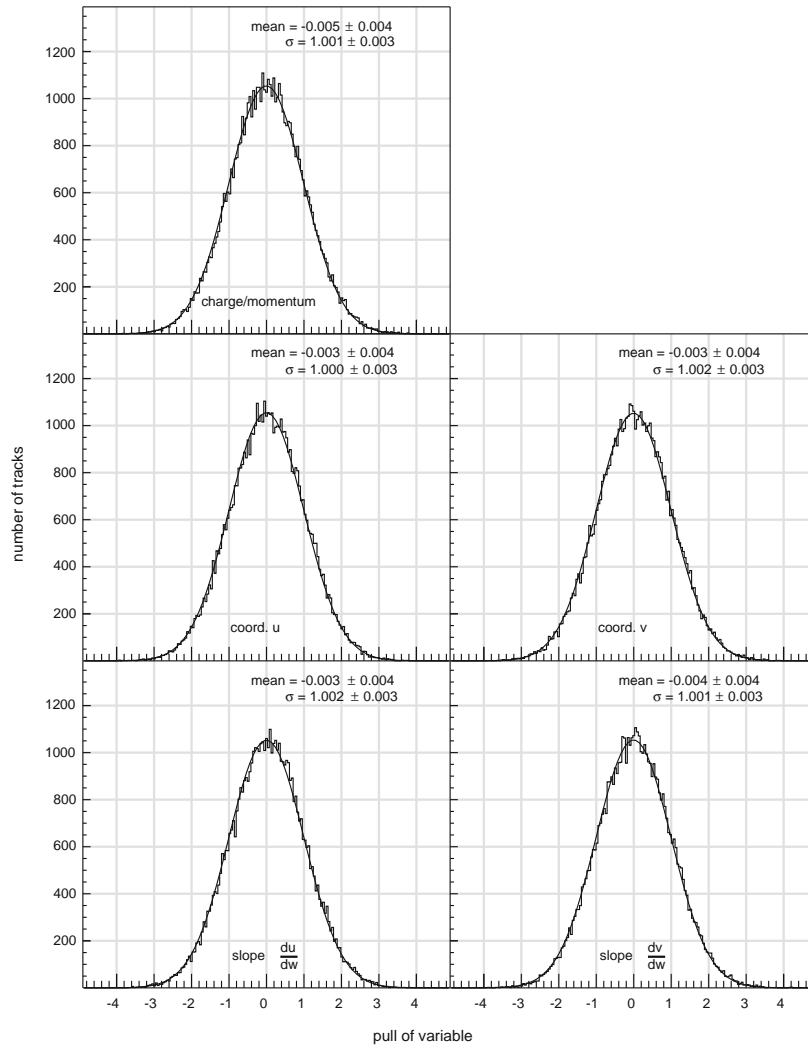 mean = -0.005 ± 0.004
σ = 1.001 ± 0.003
1200
1000
800
600
400
200
charge/momentum
mean = -0.003 ± 0.004
σ = 1.000 ± 0.003
1200
1000
800
600
400
200
coord. u
mean = -0.003 ± 0.004
σ = 1.002 ± 0.003
coord. v
number of tracks
mean = -0.003 ± 0.004
σ = 1.002 ± 0.003
1200
1000
800
600
400
200
slope du/dw
mean = -0.004 ± 0.004
σ = 1.001 ± 0.003
slope dv/dw
-4 -3 -2 -1 0 1 2 3 4
-4 -3 -2 -1 0 1 2 3 4
pull of variable